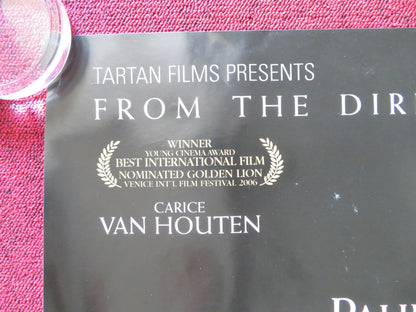 TARTAN FILMS PRESENTS
FROM THE DIR
WINNER
YOUNG CINEMA AWARD
BEST INTERNATIONAL FILM
NOMINATED GOLDEN LION
VENICE INT'L FILM FESTIVAL 2006
CARICE
VAN HOUTEN